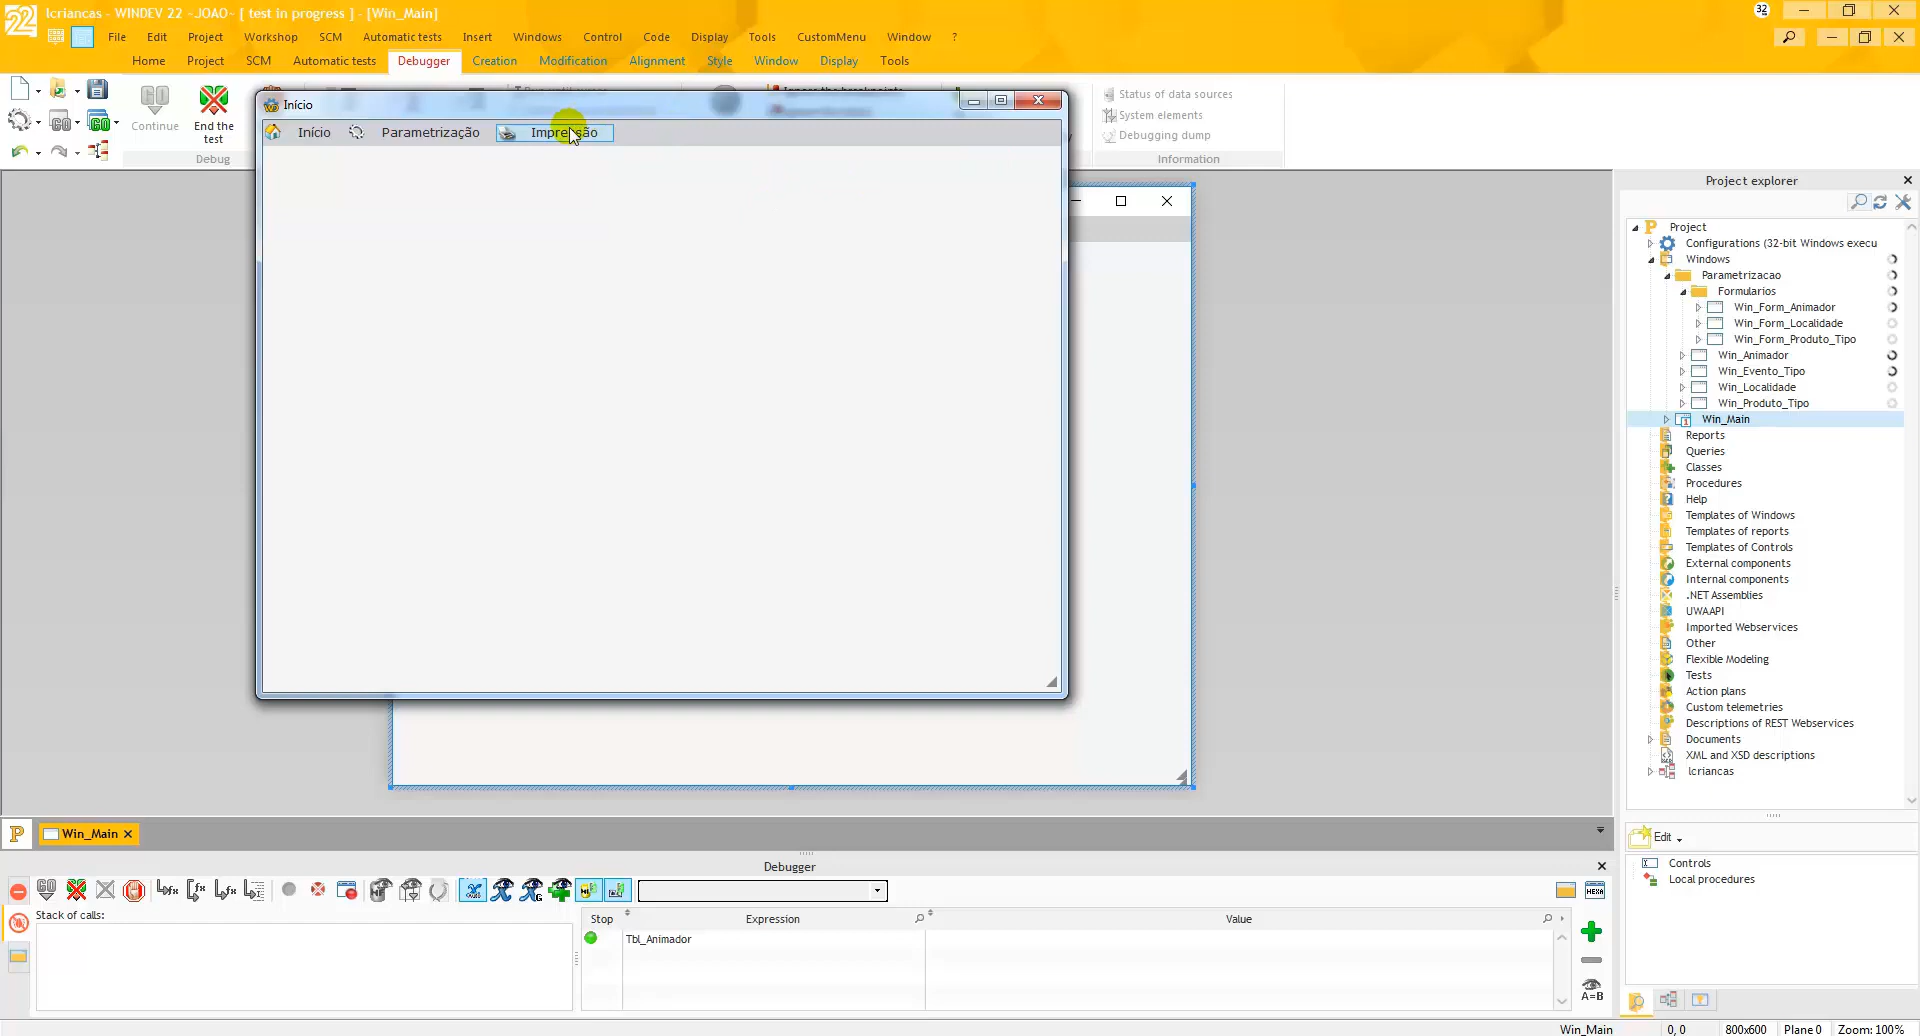 22 lcriancas - WINDEV 22 ~JOAO~ [ test in progress ] - [Win_Main]
32
File Edit Project Workshop SCM Automatic tests Insert Windows Control Code Display Tools CustomMenu Window ?
Home Project SCM Automatic tests Debugger Creation Modification Alignment Style Window Display Tools
GO
Continue
End the
test
Debug
Status of data sources
System elements
Debugging dump
Information
Início
Início Parametrização Impressão
Project explorer
Project
Configurations (32-bit Windows execu
Windows
Parametrizacao
Formularios
Win_Form_Animador
Win_Form_Localidade
Win_Form_Produto_Tipo
Win_Animador
Win_Evento_Tipo
Win_Localidade
Win_Produto_Tipo
Win_Main
Reports
Queries
Classes
Procedures
Help
Templates of Windows
Templates of reports
Templates of Controls
External components
Internal components
.NET Assemblies
UWAAPI
Imported Webservices
Other
Flexible Modeling
Tests
Action plans
Custom telemetries
Descriptions of REST Webservices
Documents
XML and XSD descriptions
lcriancas
Edit
Controls
Local procedures
Win_Main
Debugger
Stack of calls:
Stop Expression Value
Tbl_Animador
A=B
HEXA
Win_Main 0, 0 800x600 Plane 0 Zoom: 100%